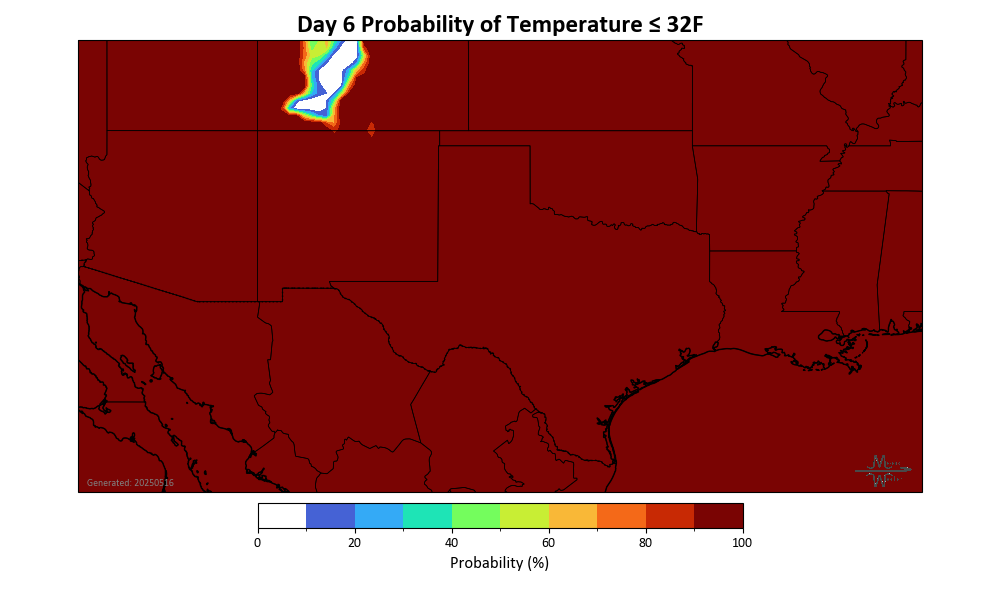 Day 6 Probability of Temperature ≤ 32F
Generated: 20250516
0 20 40 60 80 100
Probability (%)